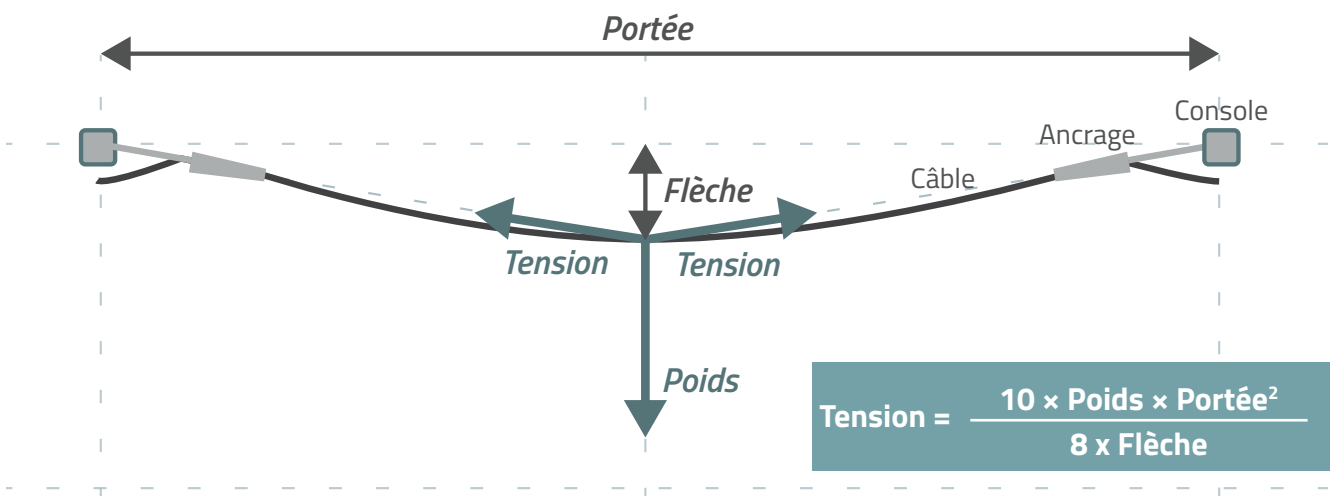 Portée
Console
Ancrage
Câble
Flèche
Tension
Tension
Poids
Tension = 10 × Poids × Portée²
8 x Flèche